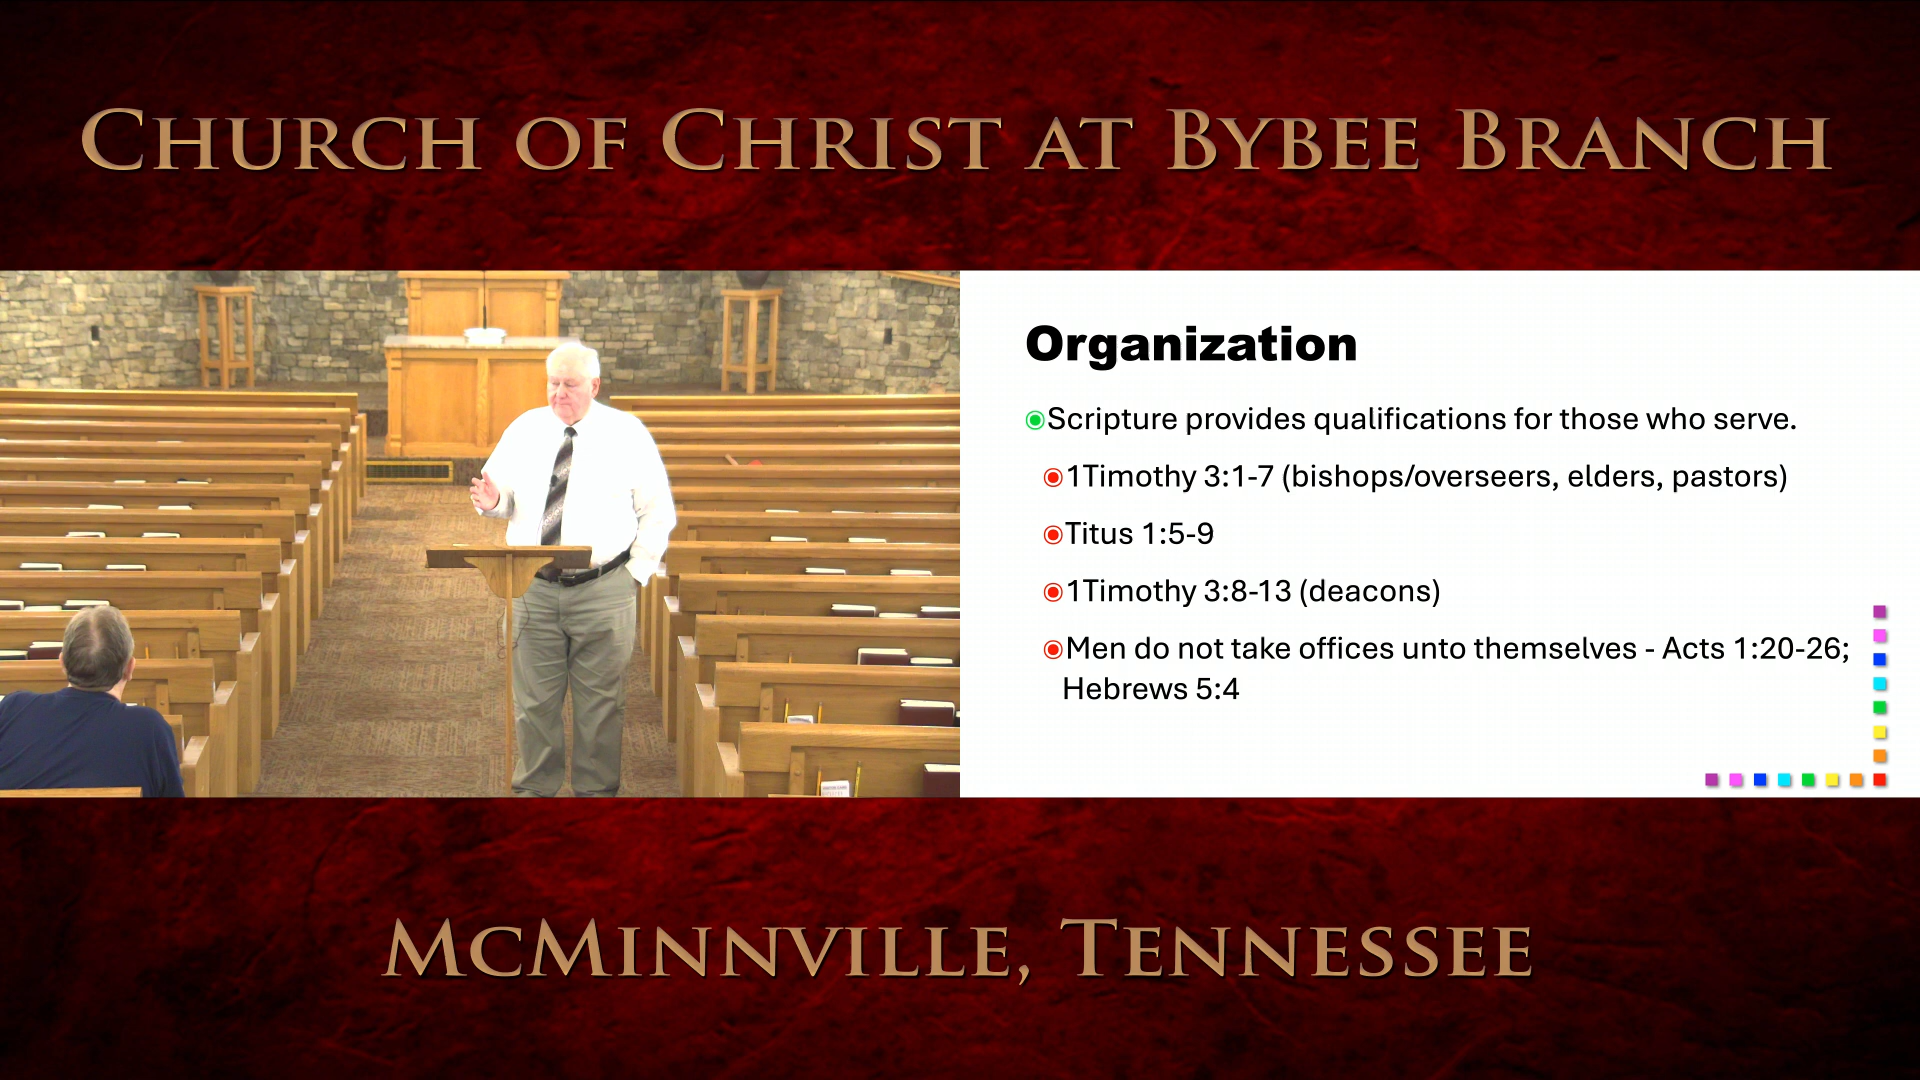 Church of Christ at Bybee Branch
Organization
Scripture provides qualifications for those who serve.
1Timothy 3:1-7 (bishops/overseers, elders, pastors)
Titus 1:5-9
1Timothy 3:8-13 (deacons)
Men do not take offices unto themselves - Acts 1:20-26;
Hebrews 5:4
McMinnville, Tennessee